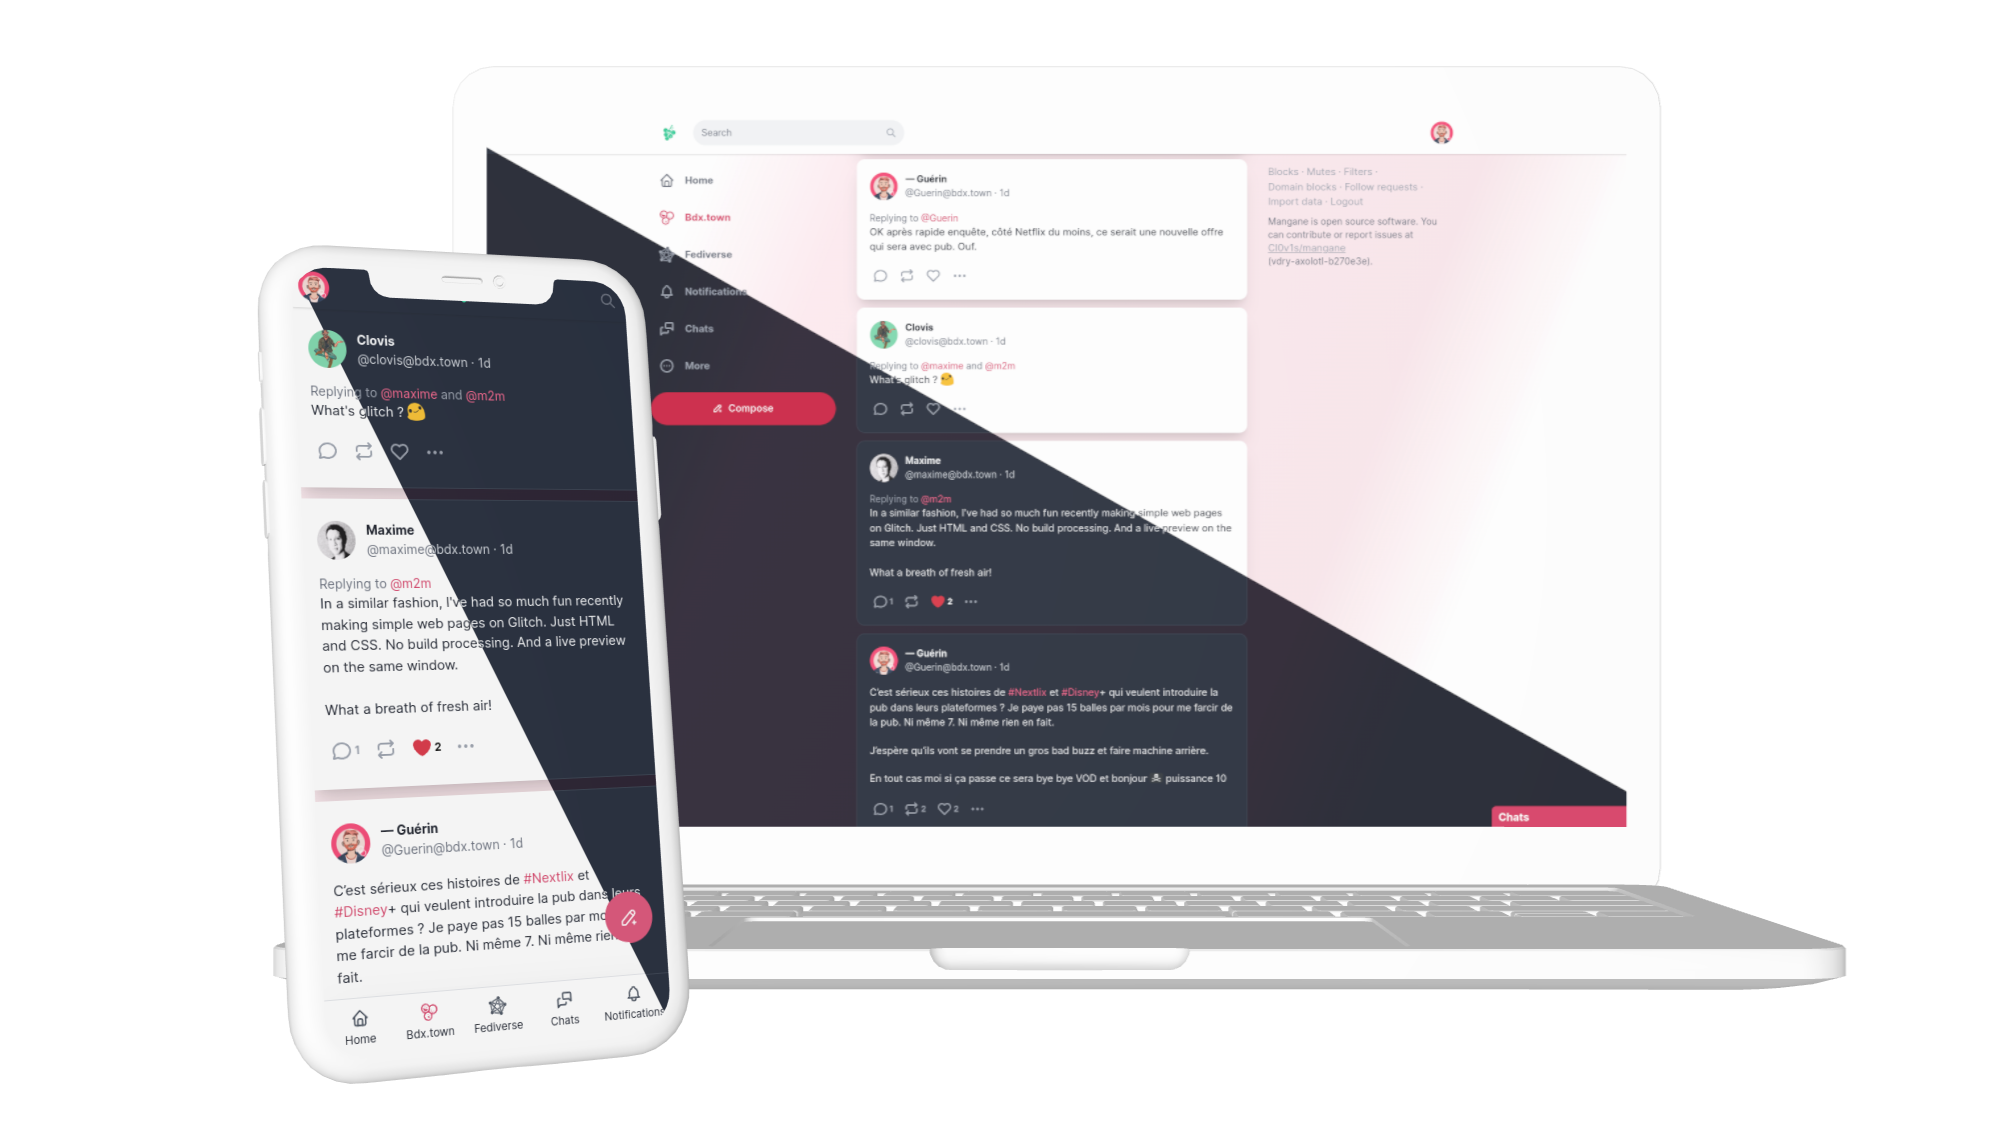 Search
Home
Bdx.town
Fediverse
Notifications
Chats
More
Compose
— Guérin
@Guerin@bdx.town · 1d
Replying to @Guerin
OK après rapide enquête, côté Netflix du moins, ce serait une nouvelle offre
qui sera avec pub. Ouf.
Clovis
@clovis@bdx.town · 1d
Replying to @maxime and @m2m
What's glitch ?
Maxime
@maxime@bdx.town · 1d
Replying to @m2m
In a similar fashion, I've had so much fun recently making simple web pages
on Glitch. Just HTML and CSS. No build processing. And a live preview on the
same window.
What a breath of fresh air!
1
2
— Guérin
@Guerin@bdx.town · 1d
C'est sérieux ces histoires de #Nextlix et #Disney+ qui veulent introduire la
pub dans leurs plateformes ? Je paye pas 15 balles par mois pour me farcir de
la pub. Ni même 7. Ni même rien en fait.
J'espère qu'ils vont se prendre un gros bad buzz et faire machine arrière.
En tout cas moi si ça passe ce sera bye bye VOD et bonjour ☠ puissance 10
1
2
2
Blocks · Mutes · Filters ·
Domain blocks · Follow requests ·
Import data · Logout
Mangane is open source software. You
can contribute or report issues at
Cl0v1s/mangane
(vdry-axolotl-b270e3e).
Chats
Clovis
@clovis@bdx.town · 1d
Replying to @maxime and @m2m
What's glitch ?
Maxime
@maxime@bdx.town · 1d
Replying to @m2m
In a similar fashion, I've had so much fun recently
making simple web pages on Glitch. Just HTML
and CSS. No build processing. And a live preview
on the same window.
What a breath of fresh air!
1
2
— Guérin
@Guerin@bdx.town · 1d
C'est sérieux ces histoires de #Nextlix et
#Disney+ qui veulent introduire la pub dans leurs
plateformes ? Je paye pas 15 balles par mo
me farcir de la pub. Ni même 7. Ni même rien
fait.
Home
Bdx.town
Fediverse
Chats
Notifications